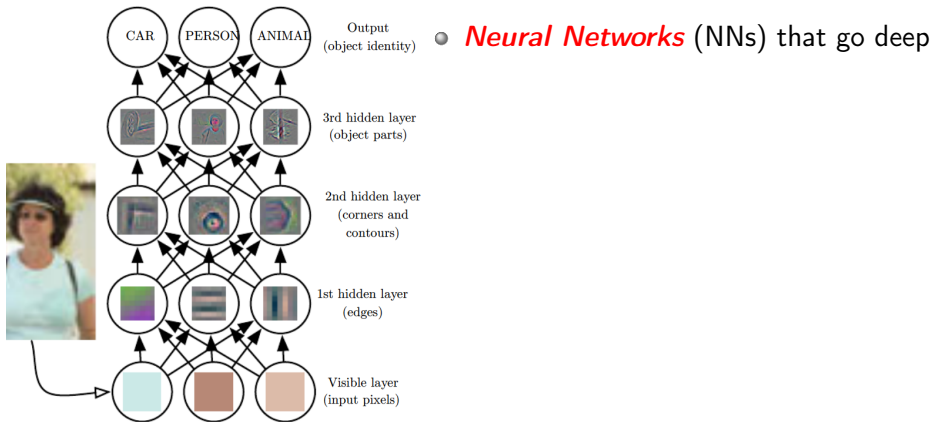 CAR PERSON ANIMAL
Output
(object identity)
3rd hidden layer
(object parts)
2nd hidden layer
(corners and
contours)
1st hidden layer
(edges)
Visible layer
(input pixels)
Neural Networks (NNs) that go deep